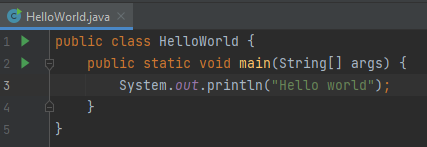 HelloWorld.java
1 public class HelloWorld {
2     public static void main(String[] args) {
3         System.out.println("Hello world");
4     }
5 }